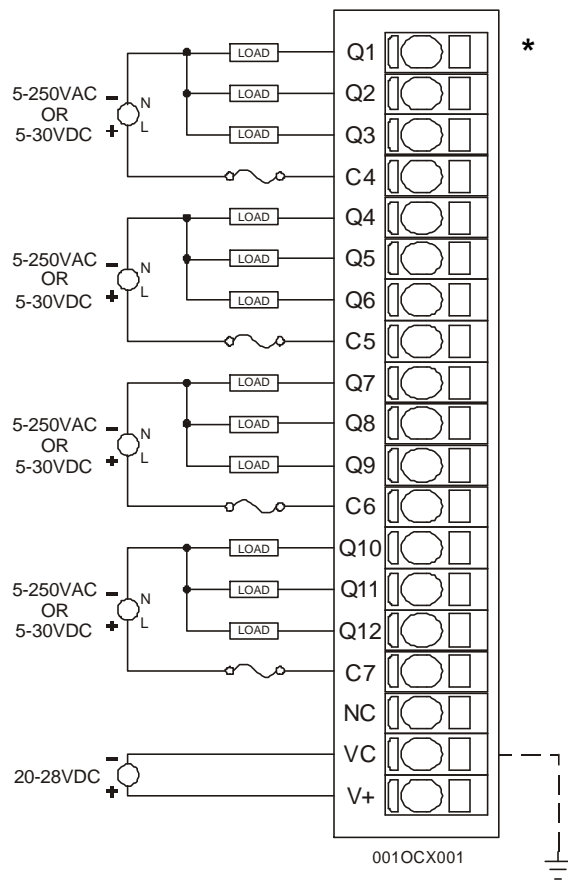 Q1 *
LOAD
Q2
LOAD
Q3
LOAD
C4
5-250VAC - N
OR
5-30VDC + L
Q4
LOAD
Q5
LOAD
Q6
LOAD
C5
5-250VAC - N
OR
5-30VDC + L
Q7
LOAD
Q8
LOAD
Q9
LOAD
C6
5-250VAC - N
OR
5-30VDC + L
Q10
LOAD
Q11
LOAD
Q12
LOAD
C7
5-250VAC - N
OR
5-30VDC + L
NC
VC
V+
-
20-28VDC
+
001OCX001